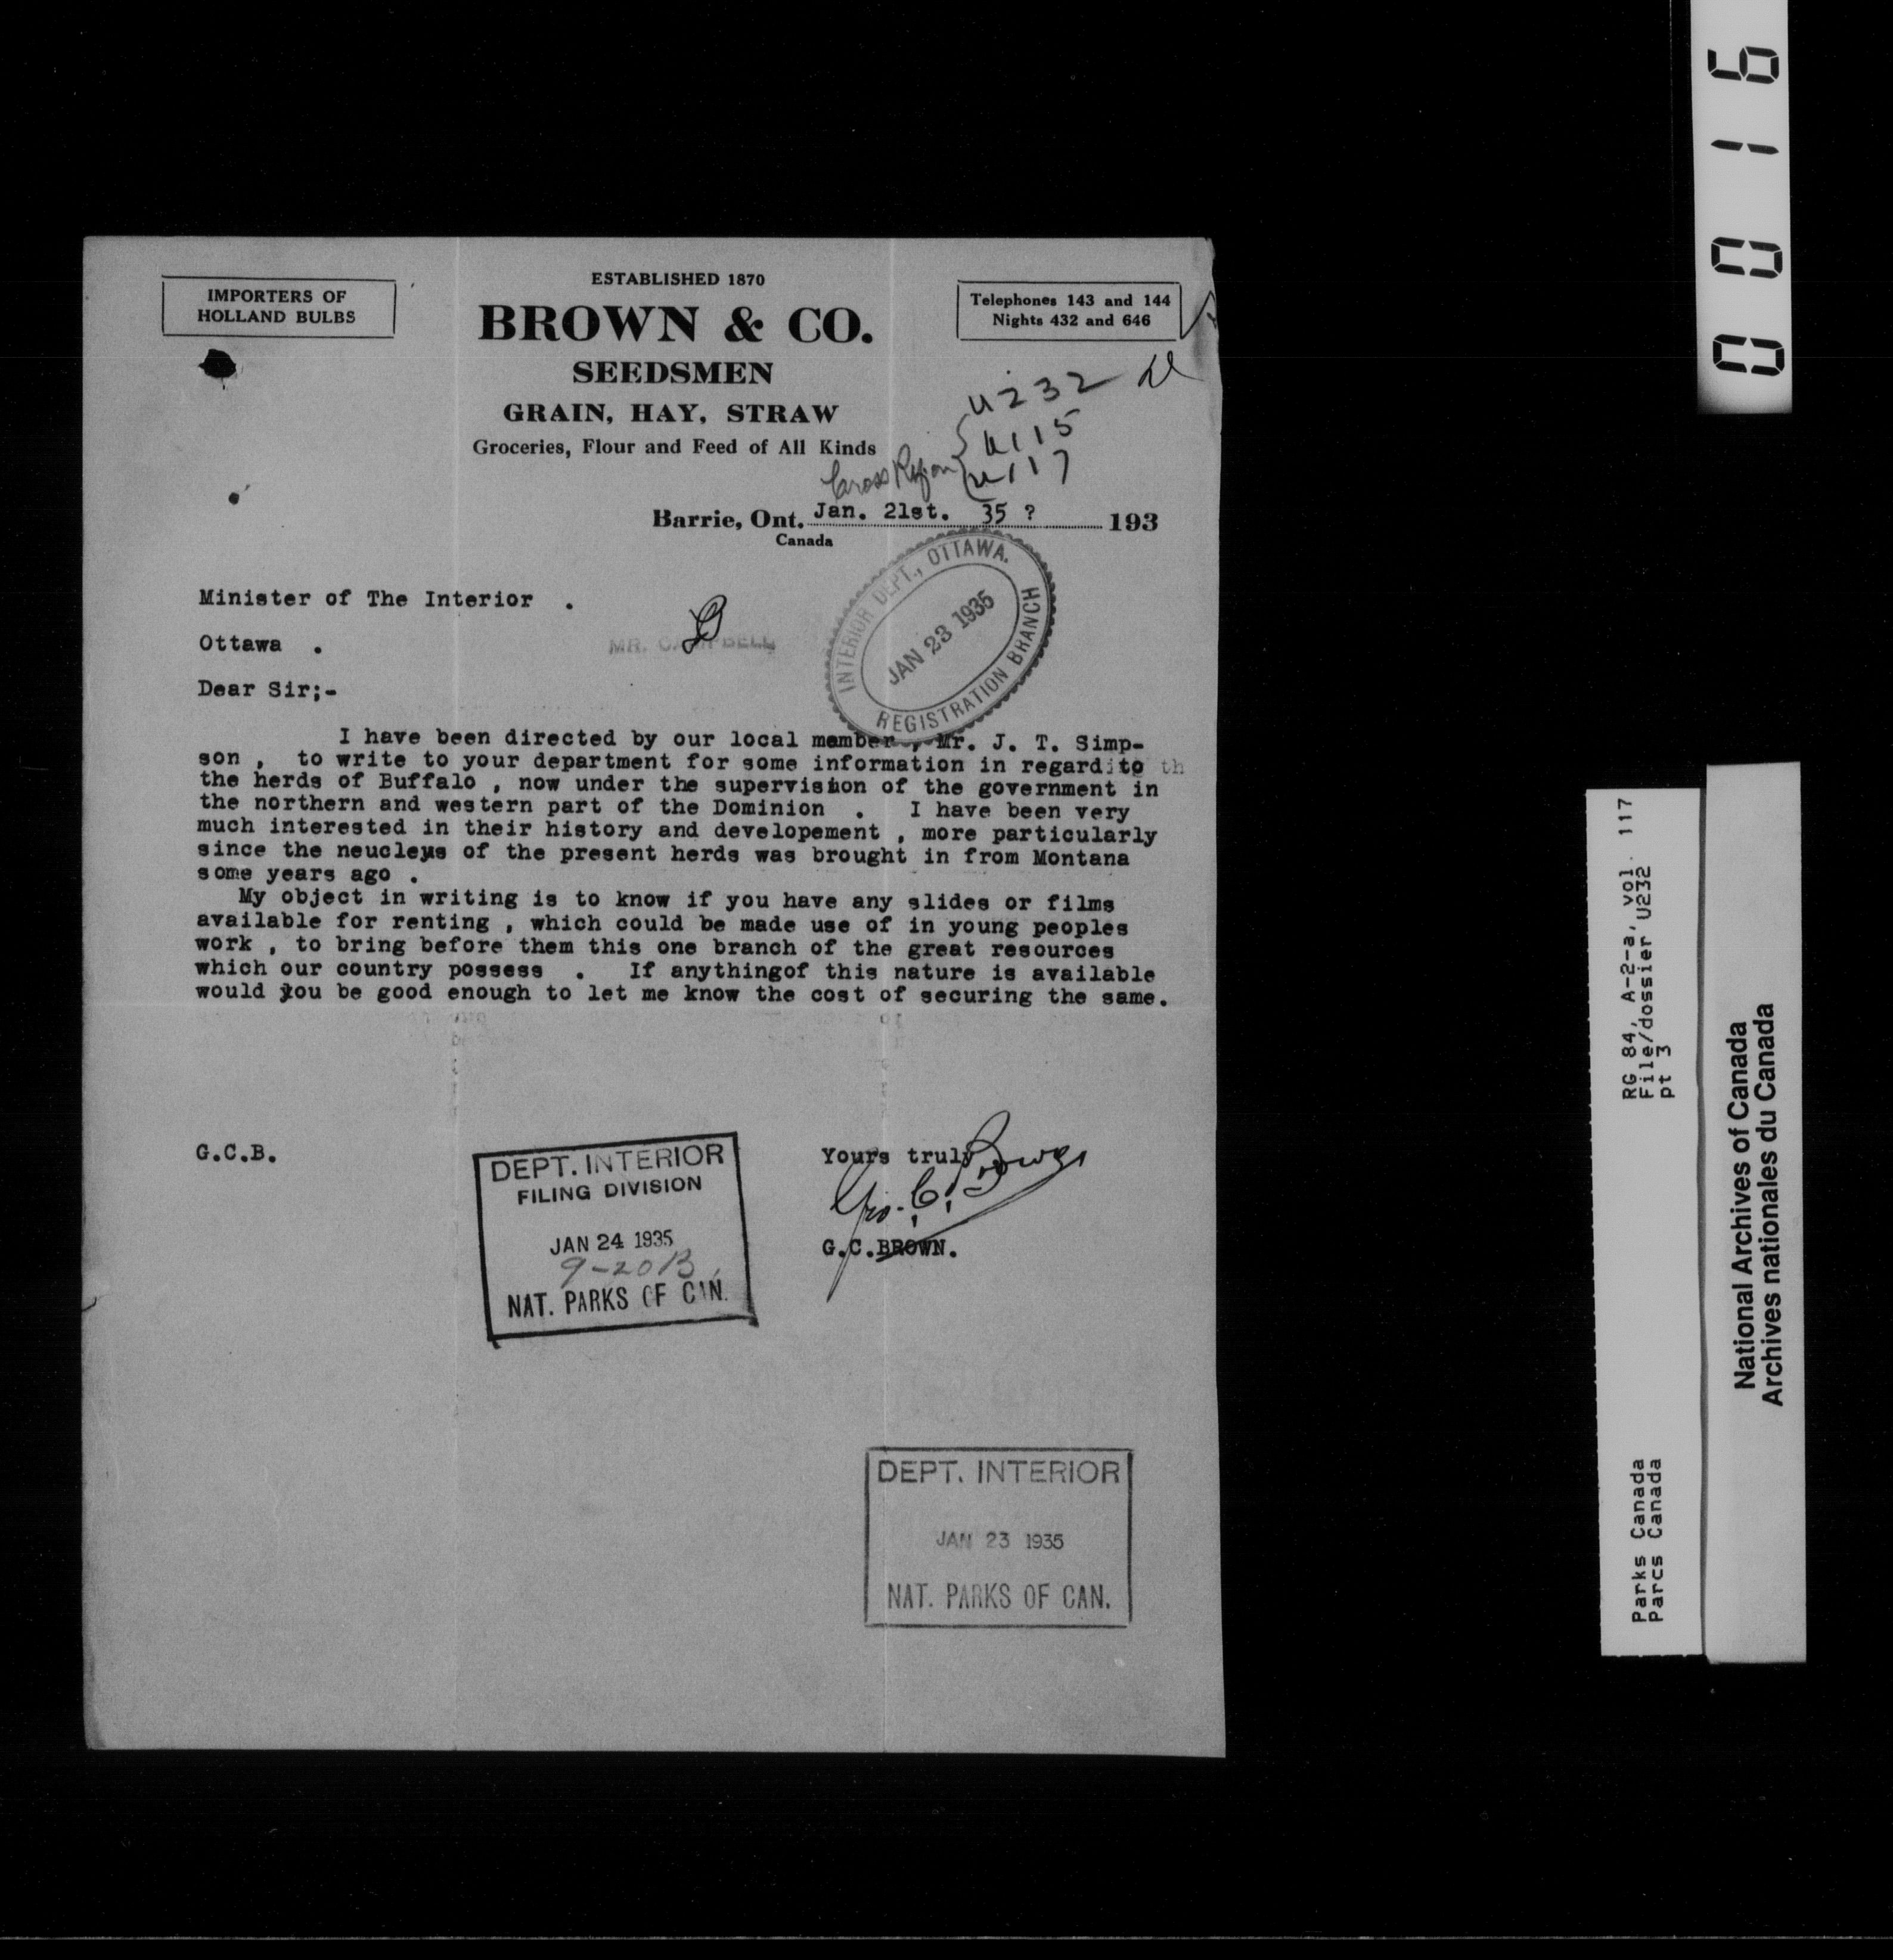 0016
ESTABLISHED 1870
IMPORTERS OF
HOLLAND BULBS
BROWN & CO.
Telephones 143 and 144
Nights 432 and 646
SEEDSMEN
GRAIN, HAY, STRAW
Groceries, Flour and Feed of All Kinds
U232
U115
U117
Cross Ref. on
Barrie, Ont. Jan. 21st. 35 ? 193
Canada
INTERIOR DEPT., OTTAWA.
JAN 23 1935
REGISTRATION BRANCH
Minister of The Interior .
MR. CAMPBELL
Ottawa .
Dear Sir;-
I have been directed by our local member , Mr. J. T. Simp-
son , to write to your department for some information in regard to th
the herds of Buffalo , now under the supervision of the government in
the northern and western part of the Dominion . I have been very
much interested in their history and developement , more particularly
since the neucleus of the present herds was brought in from Montana
some years ago .
My object in writing is to know if you have any slides or films
available for renting , which could be made use of in young peoples
work , to bring before them this one branch of the great resources
which our country possess . If anythingof this nature is available
would you be good enough to let me know the cost of securing the same.
G.C.B.
Yours truly
Geo. C. Brown
G.C.BROWN.
DEPT. INTERIOR
FILING DIVISION
JAN 24 1935
9-20 B
NAT. PARKS OF CAN.
DEPT. INTERIOR
JAN 23 1935
NAT. PARKS OF CAN.
RG 84, A-2-a, vol. 117
File/dossier U232
pt 3
Parks Canada
Parcs Canada
National Archives of Canada
Archives nationales du Canada